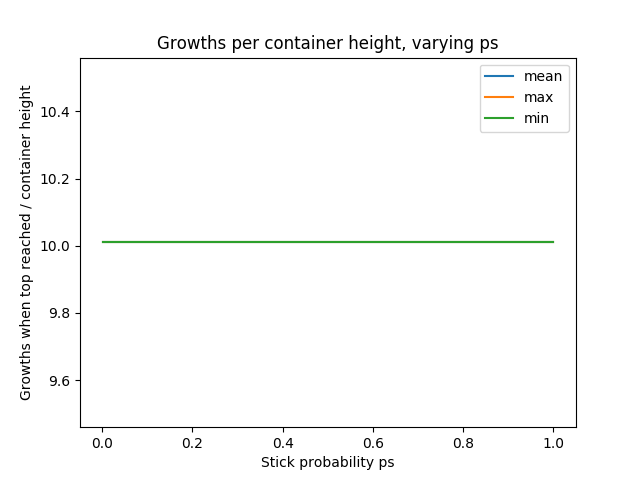 Growths per container height, varying ps
mean
max
min
Growths when top reached / container height
10.4
10.2
10.0
9.8
9.6
0.0
0.2
0.4
0.6
0.8
1.0
Stick probability ps